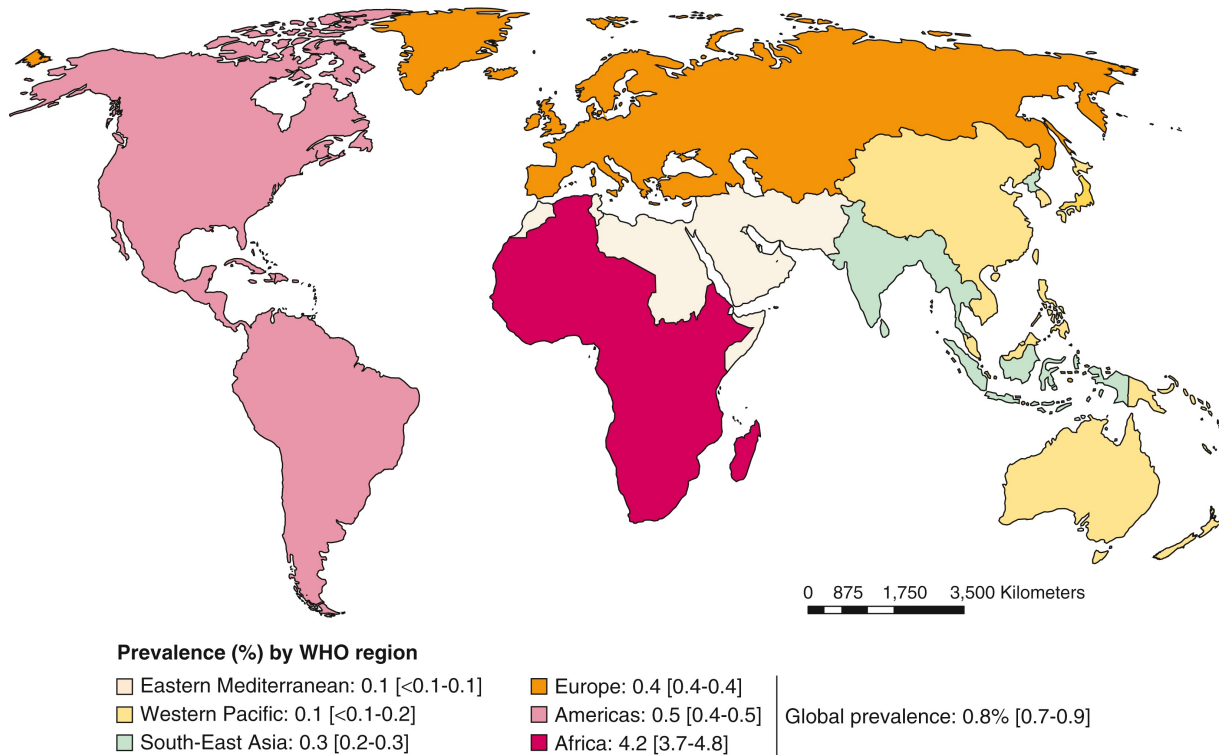 0 875 1,750 3,500 Kilometers
Prevalence (%) by WHO region
Eastern Mediterranean: 0.1 [<0.1-0.1]
Western Pacific: 0.1 [<0.1-0.2]
South-East Asia: 0.3 [0.2-0.3]
Europe: 0.4 [0.4-0.4]
Americas: 0.5 [0.4-0.5]
Africa: 4.2 [3.7-4.8]
Global prevalence: 0.8% [0.7-0.9]